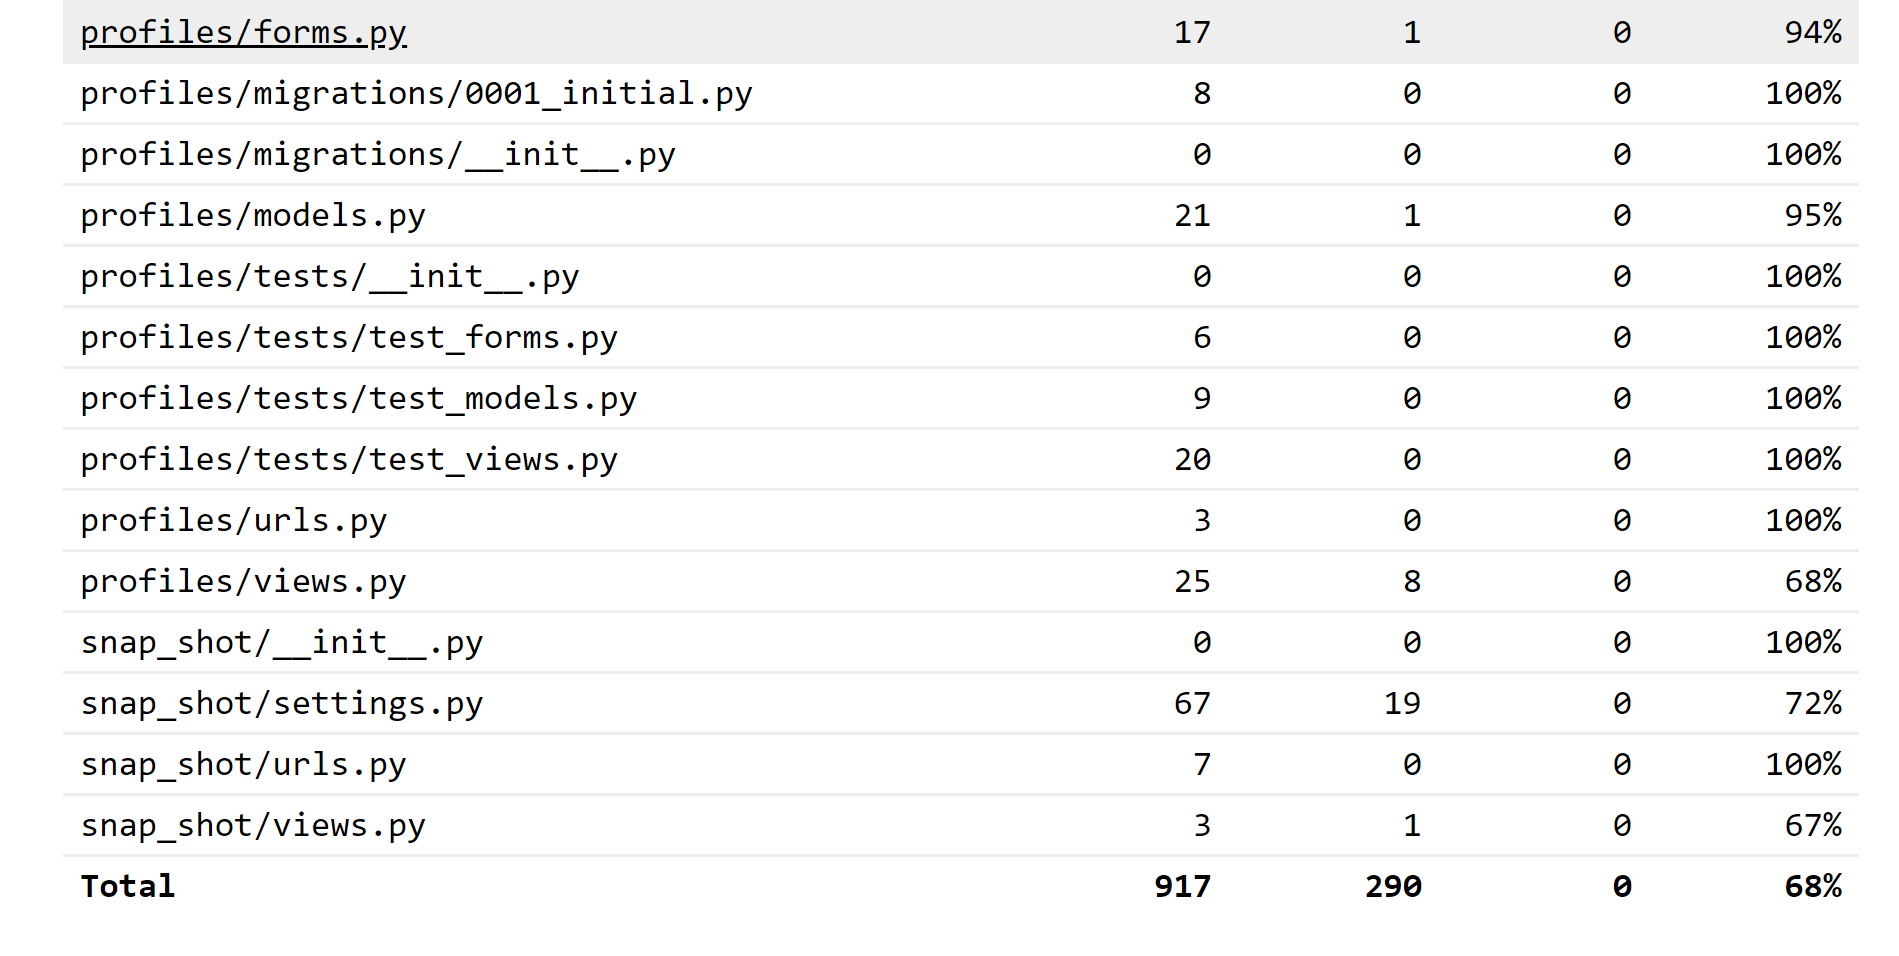 profiles/forms.py 17 1 0 94%
profiles/migrations/0001_initial.py 8 0 0 100%
profiles/migrations/__init__.py 0 0 0 100%
profiles/models.py 21 1 0 95%
profiles/tests/__init__.py 0 0 0 100%
profiles/tests/test_forms.py 6 0 0 100%
profiles/tests/test_models.py 9 0 0 100%
profiles/tests/test_views.py 20 0 0 100%
profiles/urls.py 3 0 0 100%
profiles/views.py 25 8 0 68%
snap_shot/__init__.py 0 0 0 100%
snap_shot/settings.py 67 19 0 72%
snap_shot/urls.py 7 0 0 100%
snap_shot/views.py 3 1 0 67%
Total 917 290 0 68%